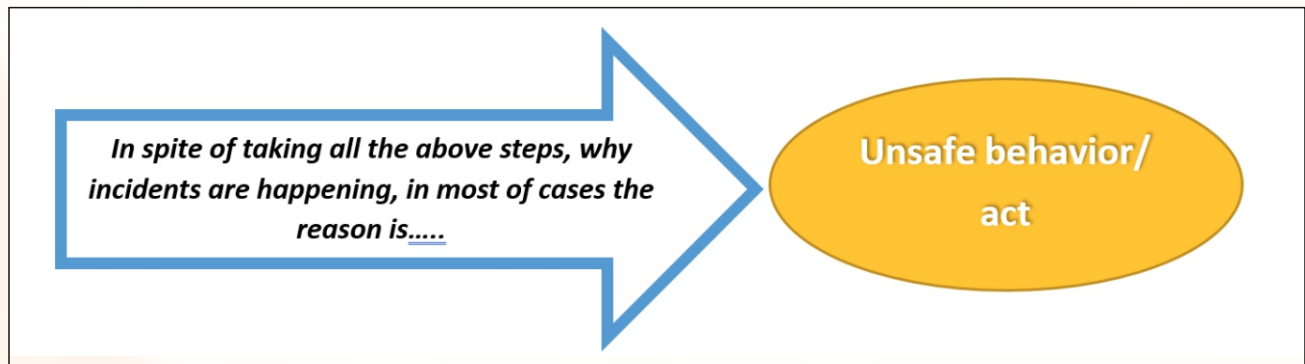 In spite of taking all the above steps, why
incidents are happening, in most of cases the
reason is.....
Unsafe behavior/
act